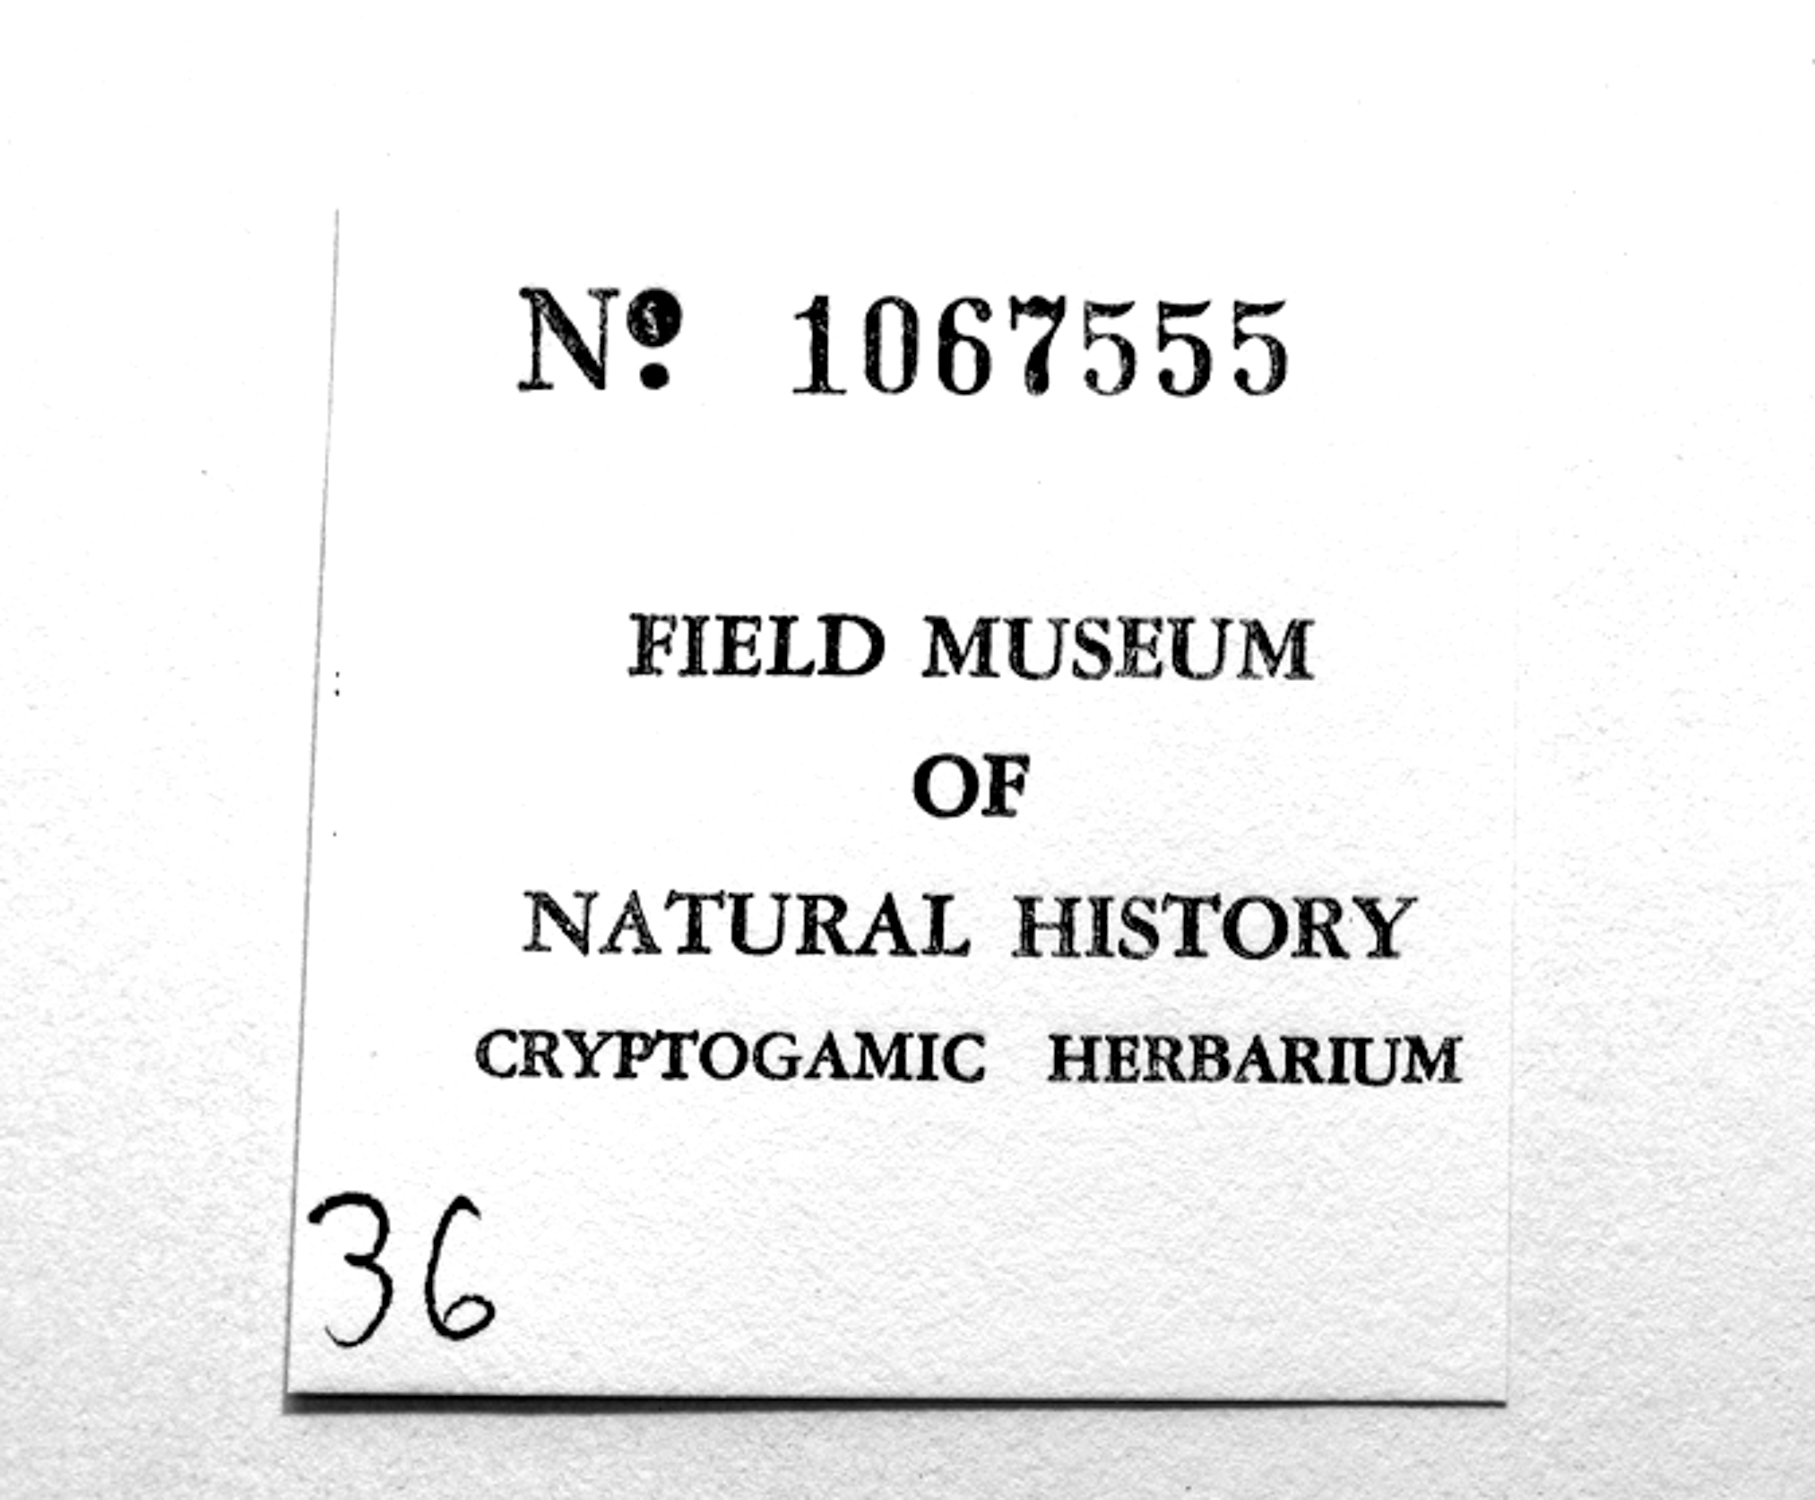 Nº. 1067555
FIELD MUSEUM
OF
NATURAL HISTORY
CRYPTOGAMIC HERBARIUM
36